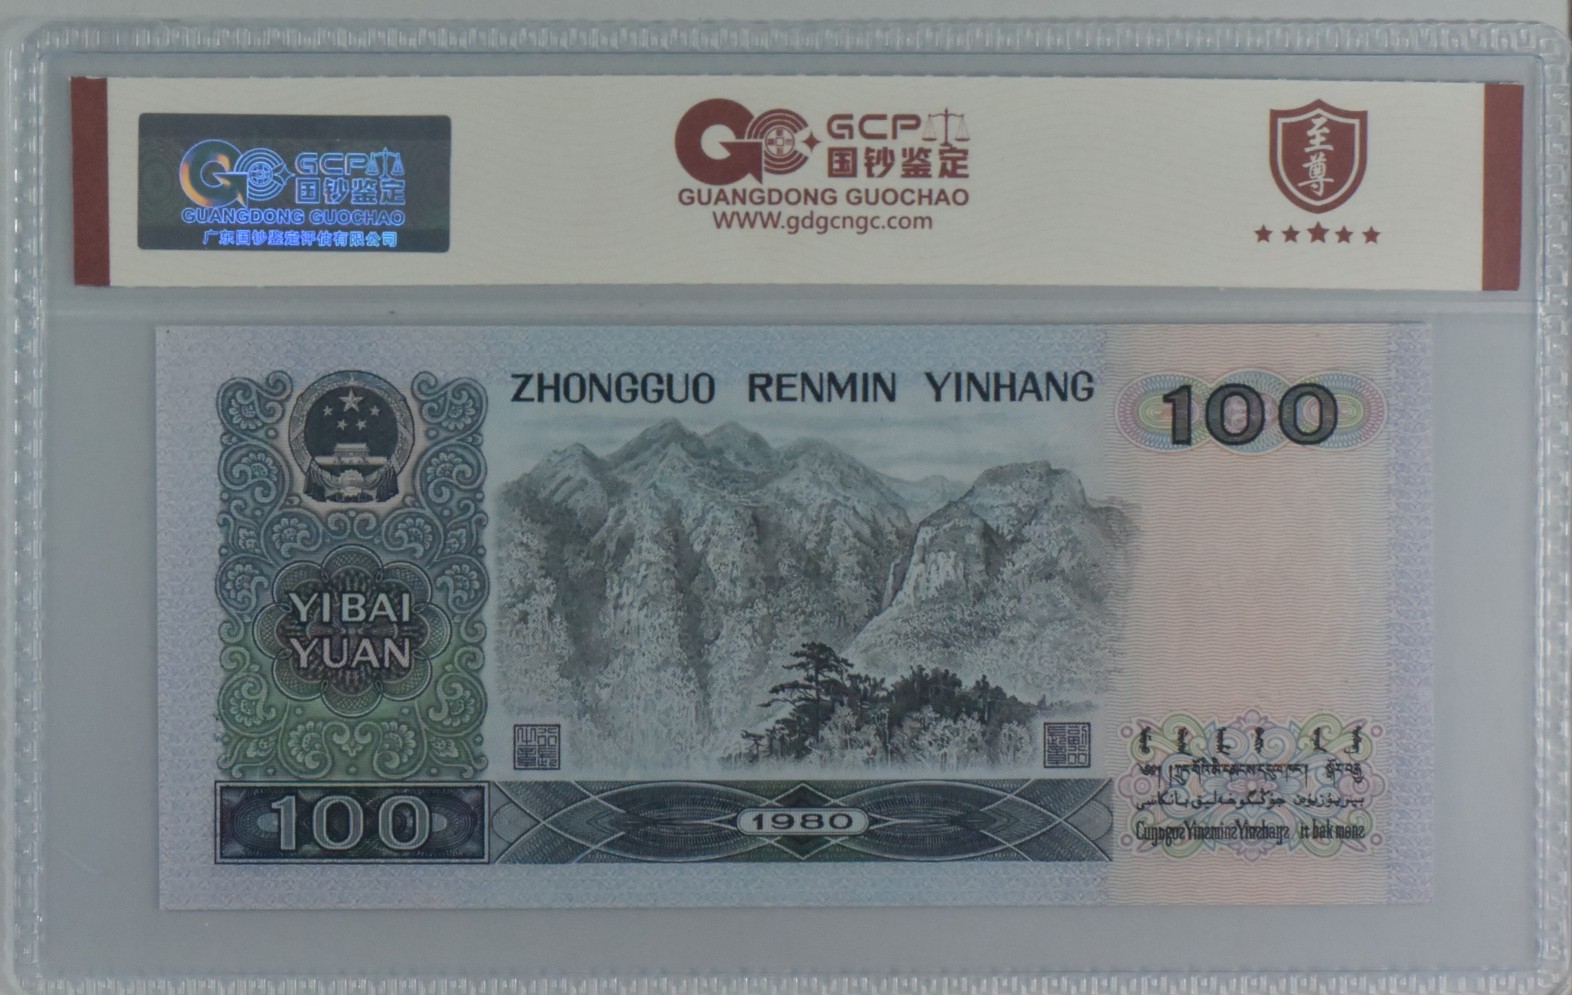 GCP
国钞鉴定
GUANGDONG GUOCHAO
广东国钞鉴定评估有限公司
GCP
国钞鉴定
GUANGDONG GUOCHAO
WWW.gdgcngc.com
至尊
ZHONGGUO RENMIN YINHANG
100
YI BAI
YUAN
100
1980